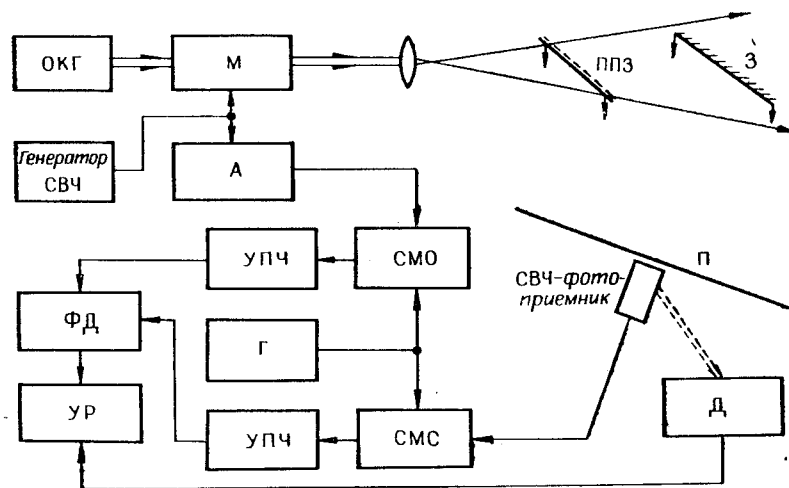 ОКГ
М
ППЗ
З
Генератор
СВЧ
А
УПЧ
СМО
П
СВЧ-фото-
приемник
ФД
Г
УР
УПЧ
СМС
Д